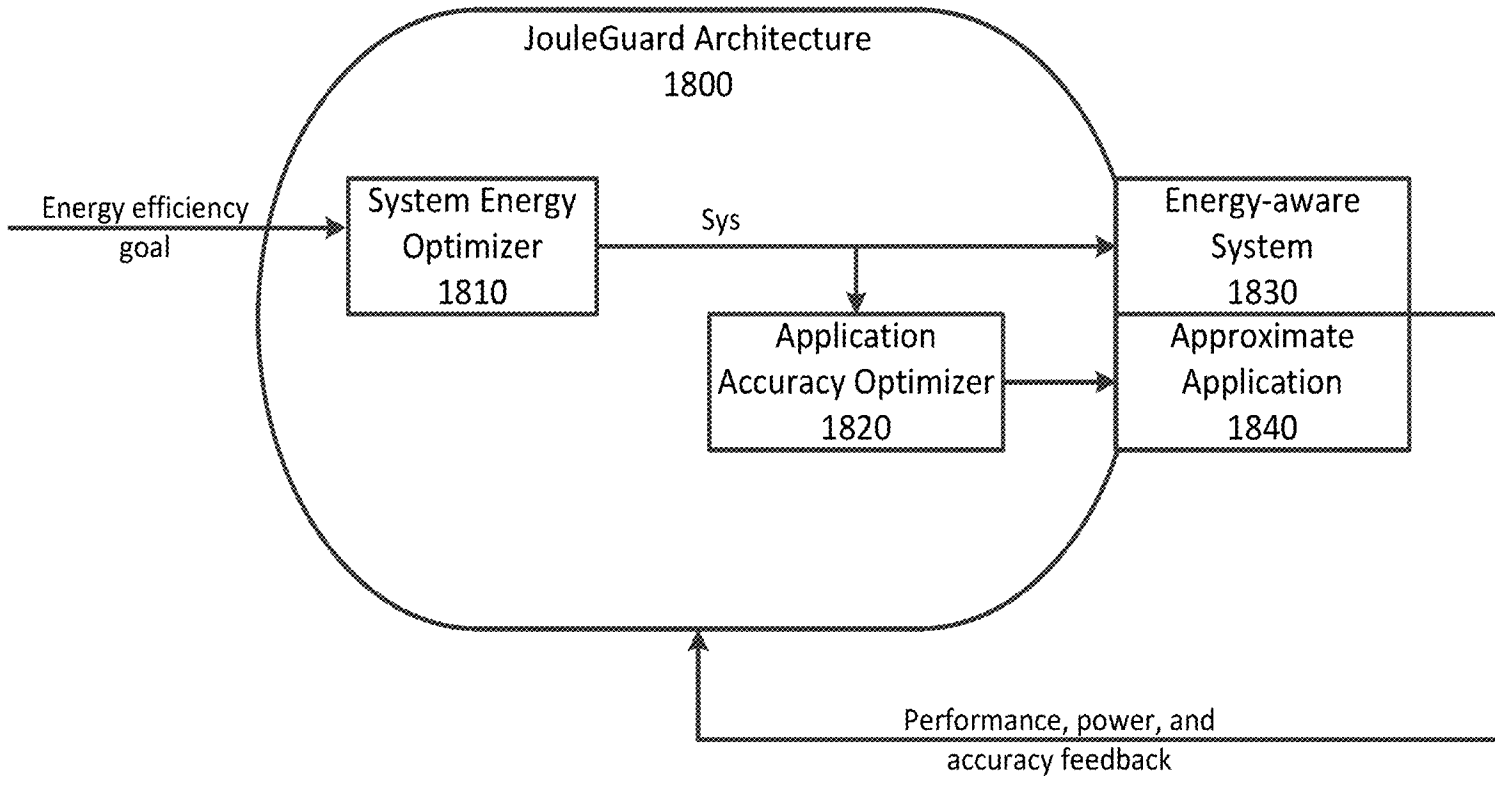 JouleGuard Architecture
1800
Energy efficiency
goal
System Energy
Optimizer
1810
Sys
Energy-aware
System
1830
Application
Accuracy Optimizer
1820
Approximate
Application
1840
Performance, power, and
accuracy feedback